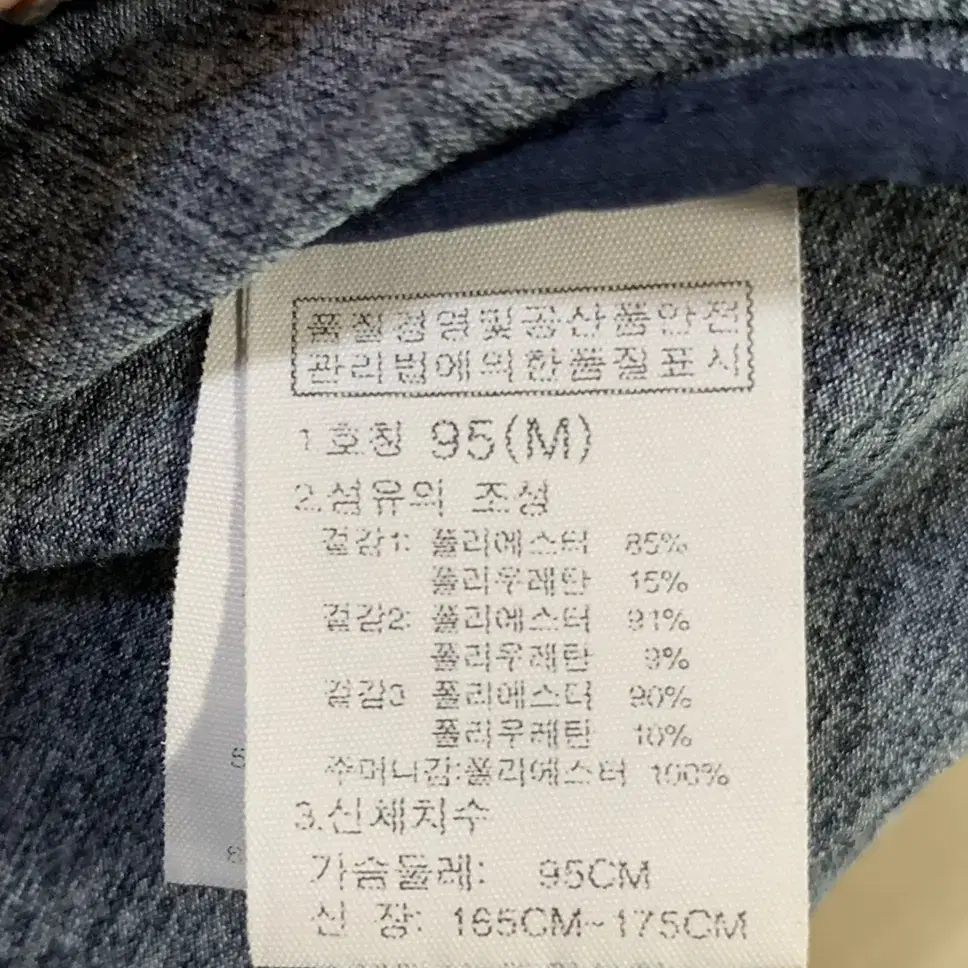 품질경영및공산품안전
관리법에의한품질표시
1 호칭 95(M)
2.섬유의 조성
겉감1: 폴리에스터 85%
폴리우레탄 15%
겉감2: 폴리에스터 91%
폴리우레탄 9%
겉감3 폴리에스터 90%
폴리우레탄 10%
주머니감:폴리에스터 100%
3.신체치수
가슴둘레: 95CM
신 장: 165CM~175CM